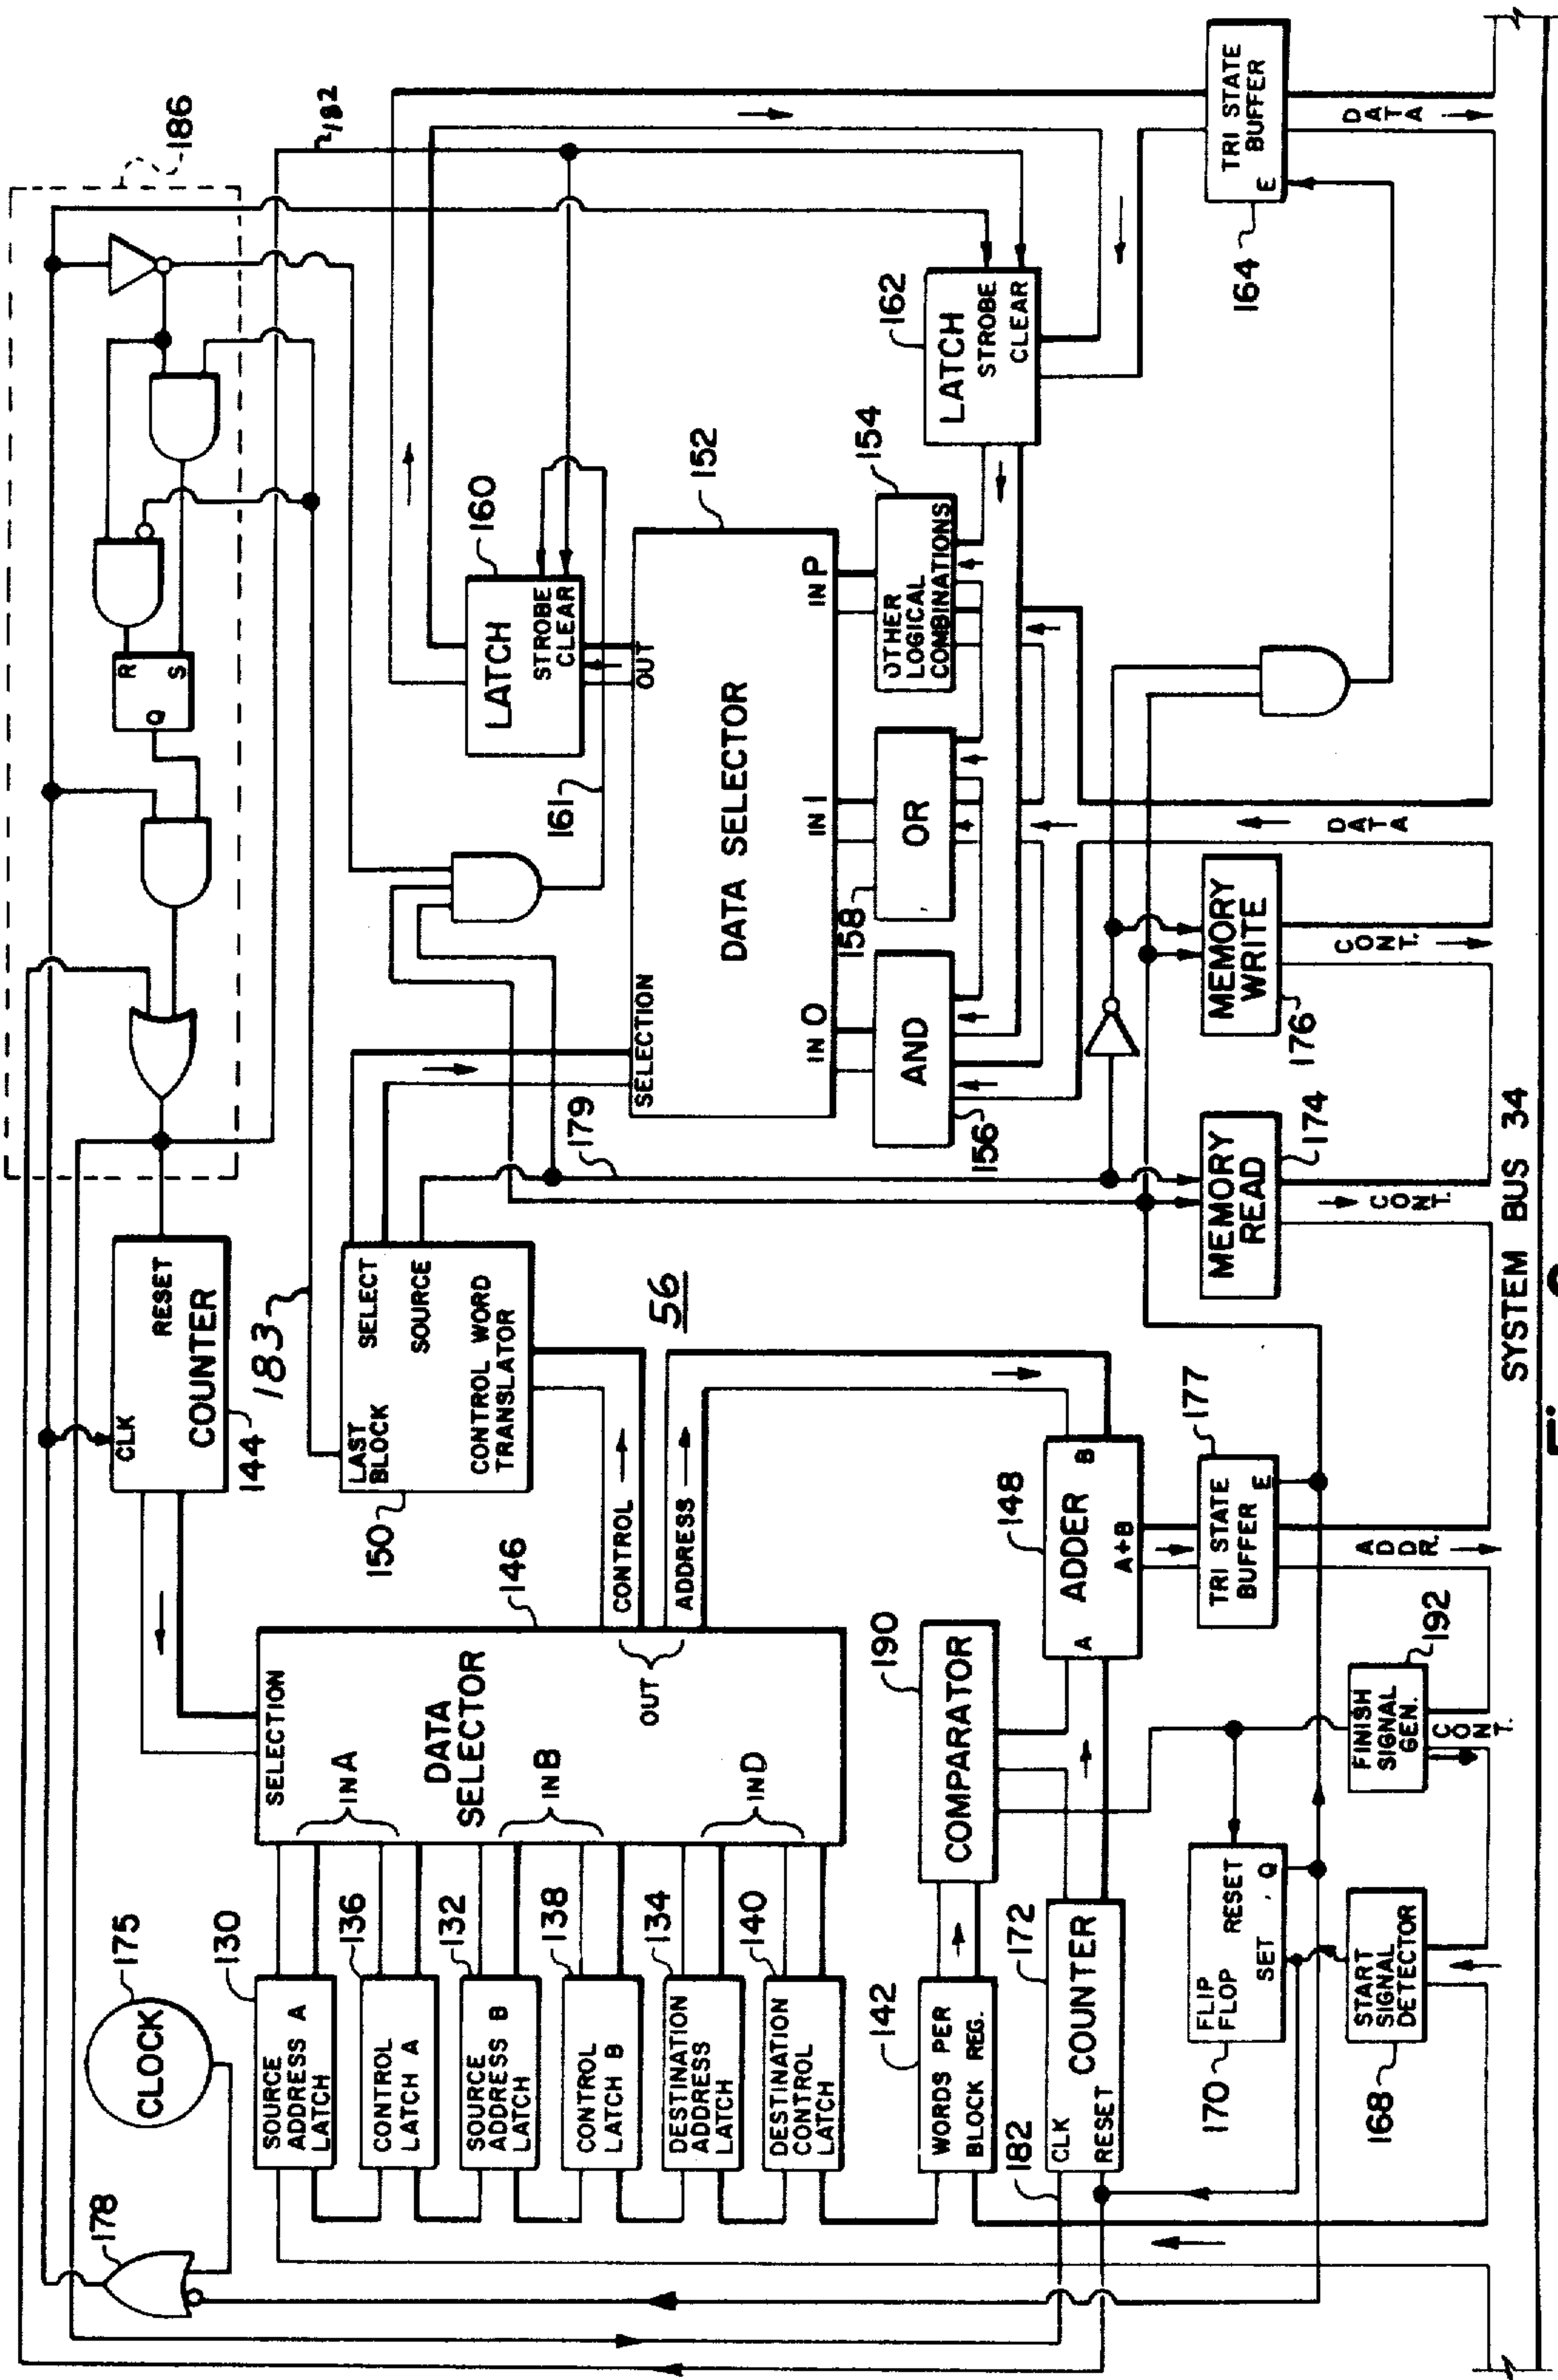 186
182
CLK
RESET
COUNTER
144
183
LAST
BLOCK
SELECT
SOURCE
CONTROL WORD
TRANSLATOR
150
R
S
Q
178
CLOCK
175
130
SOURCE
ADDRESS A
LATCH
136
CONTROL
LATCH A
132
SOURCE
ADDRESS B
LATCH
138
CONTROL
LATCH B
134
DESTINATION
ADDRESS
LATCH
140
DESTINATION
CONTROL
LATCH
SELECTION
IN A
DATA
SELECTOR
IN B
IN D
OUT
146
CONTROL
ADDRESS
56
160
LATCH
STROBE
CLEAR
161
179
SELECTION
DATA SELECTOR
OUT
IN O
IN I
IN P
152
AND
156
OR
158
OTHER
LOGICAL
COMBINATIONS
154
162
LATCH
STROBE
CLEAR
142
WORDS PER
BLOCK REG.
COMPARATOR
190
182
CLK
RESET
COUNTER
172
A
B
ADDER
A+B
148
TRI STATE
BUFFER
E
177
170
FLIP
FLOP
RESET
SET
Q
168
START
SIGNAL
DETECTOR
FINISH
SIGNAL
GEN.
192
CONT.
ADDR.
MEMORY
READ
174
CONT.
MEMORY
WRITE
176
CONT.
DATA
TRI STATE
BUFFER
E
164
DATA
SYSTEM BUS 34